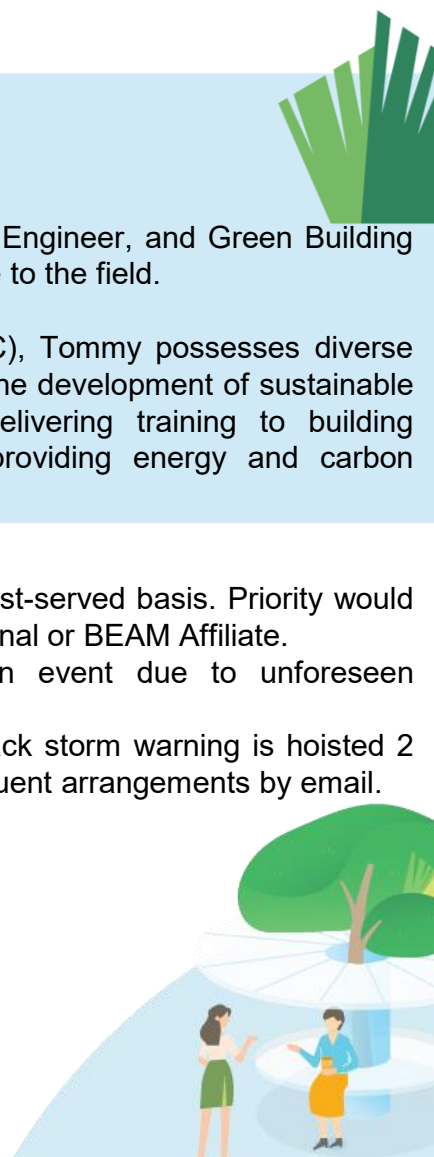 Engineer, and Green Building
to the field.
C), Tommy possesses diverse
he development of sustainable
elivering training to building
providing energy and carbon
st-served basis. Priority would
nal or BEAM Affiliate.
n event due to unforeseen
ack storm warning is hoisted 2
uent arrangements by email.